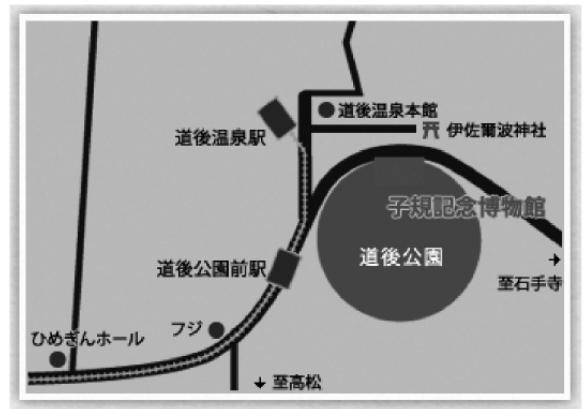 道後温泉本館
伊佐爾波神社
道後温泉駅
子規記念博物館
道後公園
道後公園前駅
至石手寺
フジ
ひめぎんホール
至高松